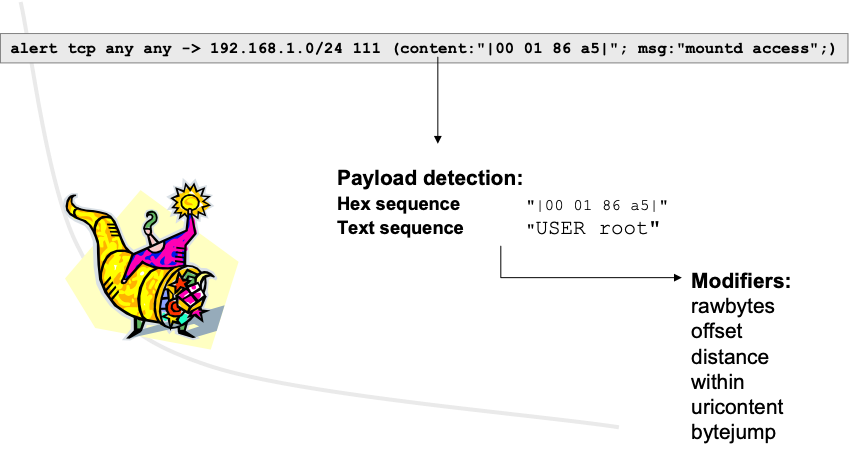 alert tcp any any -> 192.168.1.0/24 111 (content:"|00 01 86 a5|"; msg:"mountd access";)
Payload detection:
Hex sequence "|00 01 86 a5|"
Text sequence "USER root"
Modifiers:
rawbytes
offset
distance
within
uricontent
bytejump